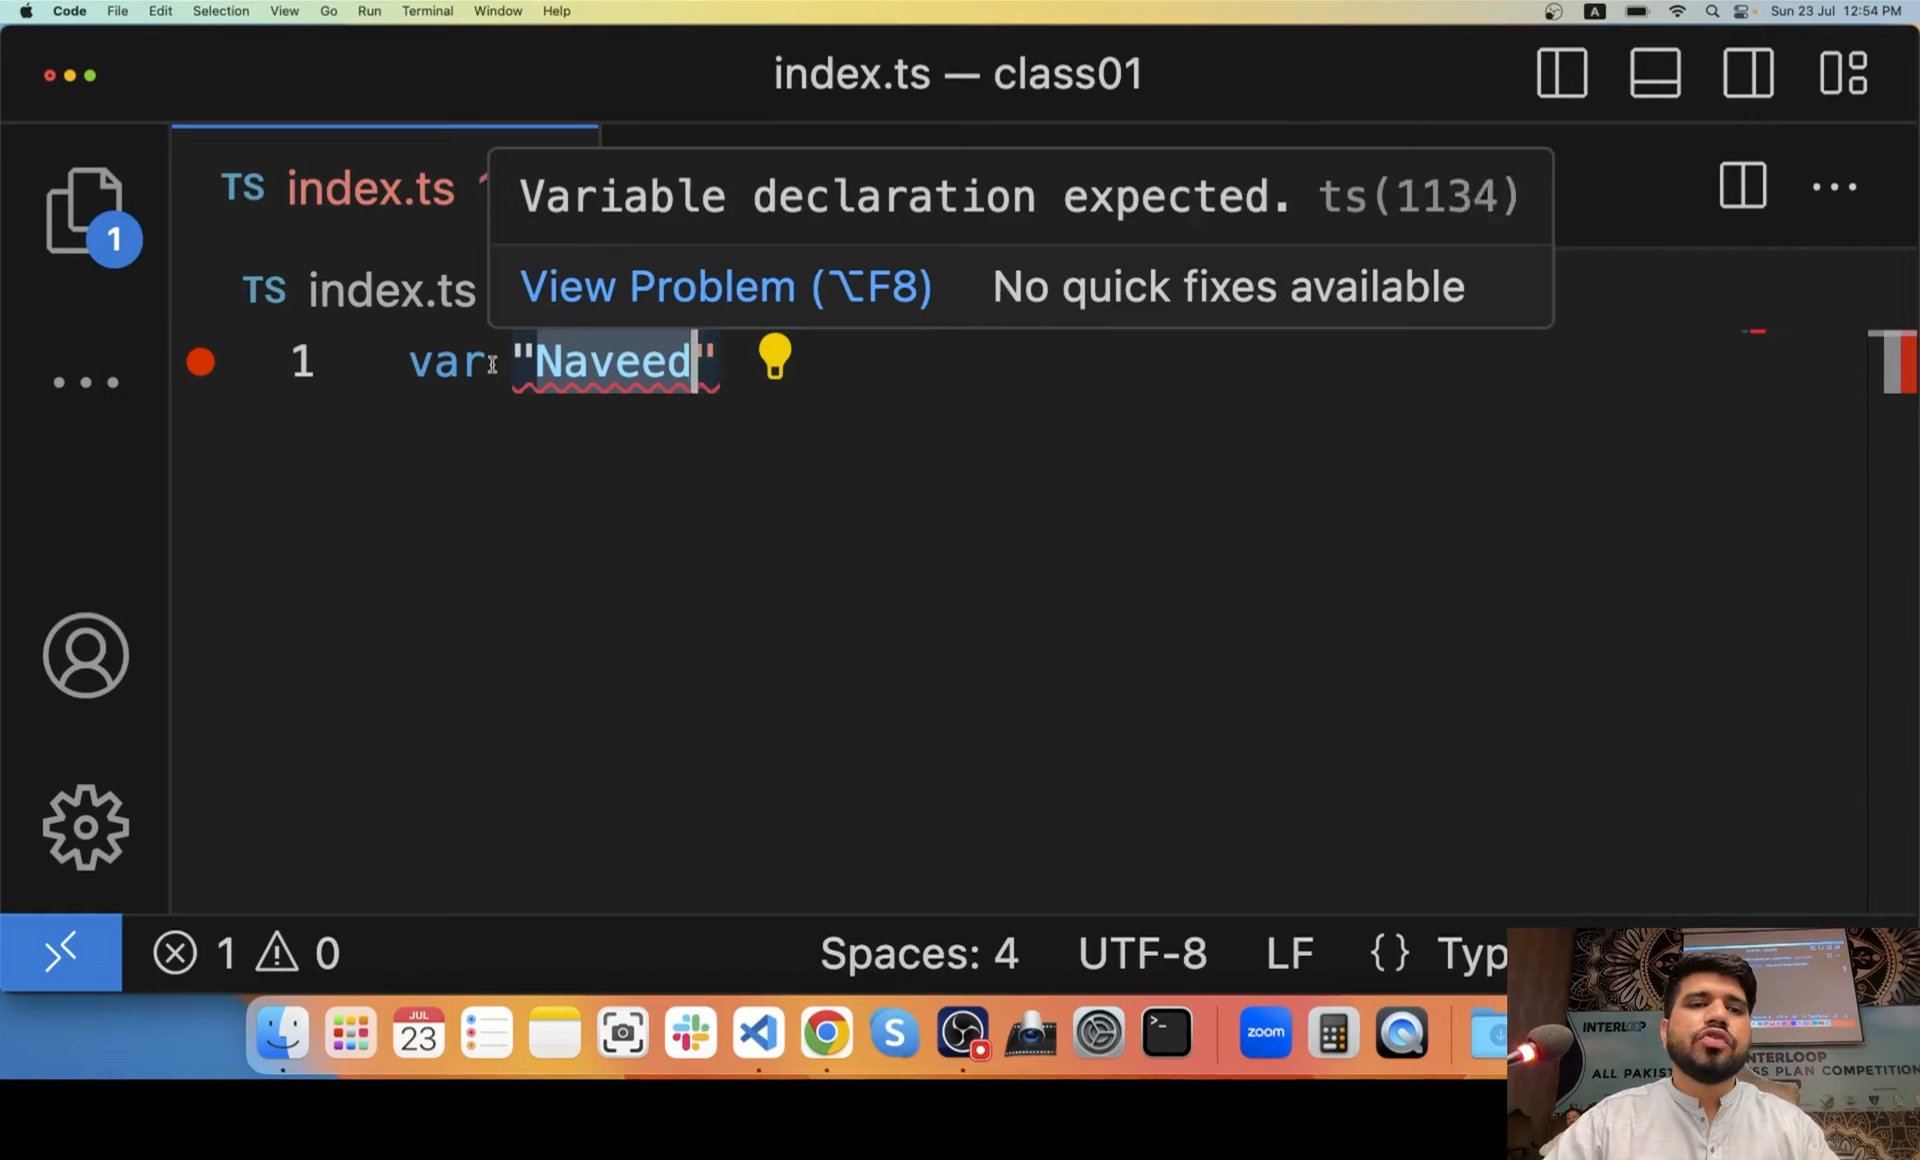 Code File Edit Selection View Go Run Terminal Window Help
A Sun 23 Jul 12:54 PM
index.ts — class01
TS index.ts
Variable declaration expected. ts(1134)
1
View Problem (⌥F8) No quick fixes available
TS index.ts
1 var "Naveed"
1 0
Spaces: 4 UTF-8 LF {} Typ
JUL
23
S
zoom
INTERLOOP
INTERLOOP
ALL PAKIST
SS PLAN COMPETITION